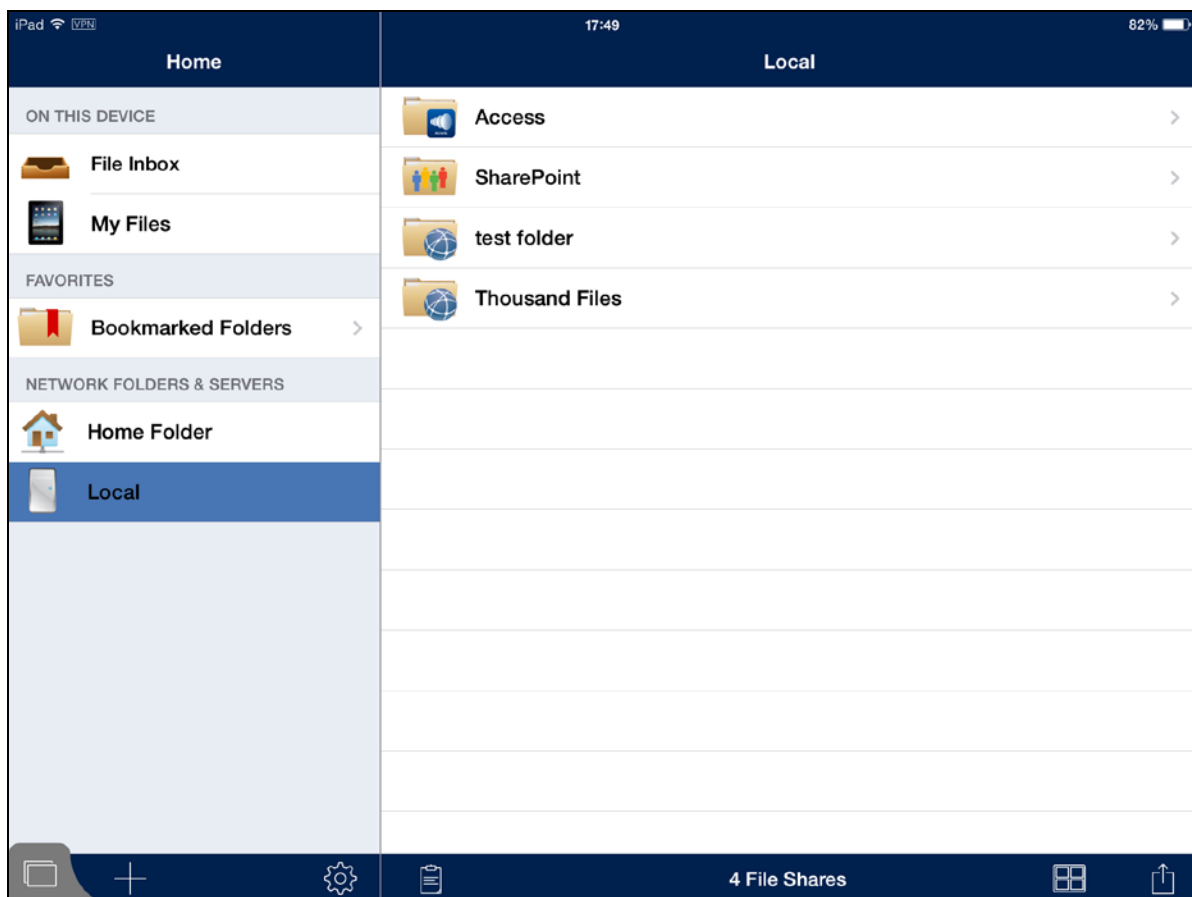 iPad VPN 17:49 82%
Home
Local
ON THIS DEVICE
File Inbox
My Files
FAVORITES
Bookmarked Folders
NETWORK FOLDERS & SERVERS
Home Folder
Local
Access
SharePoint
test folder
Thousand Files
4 File Shares